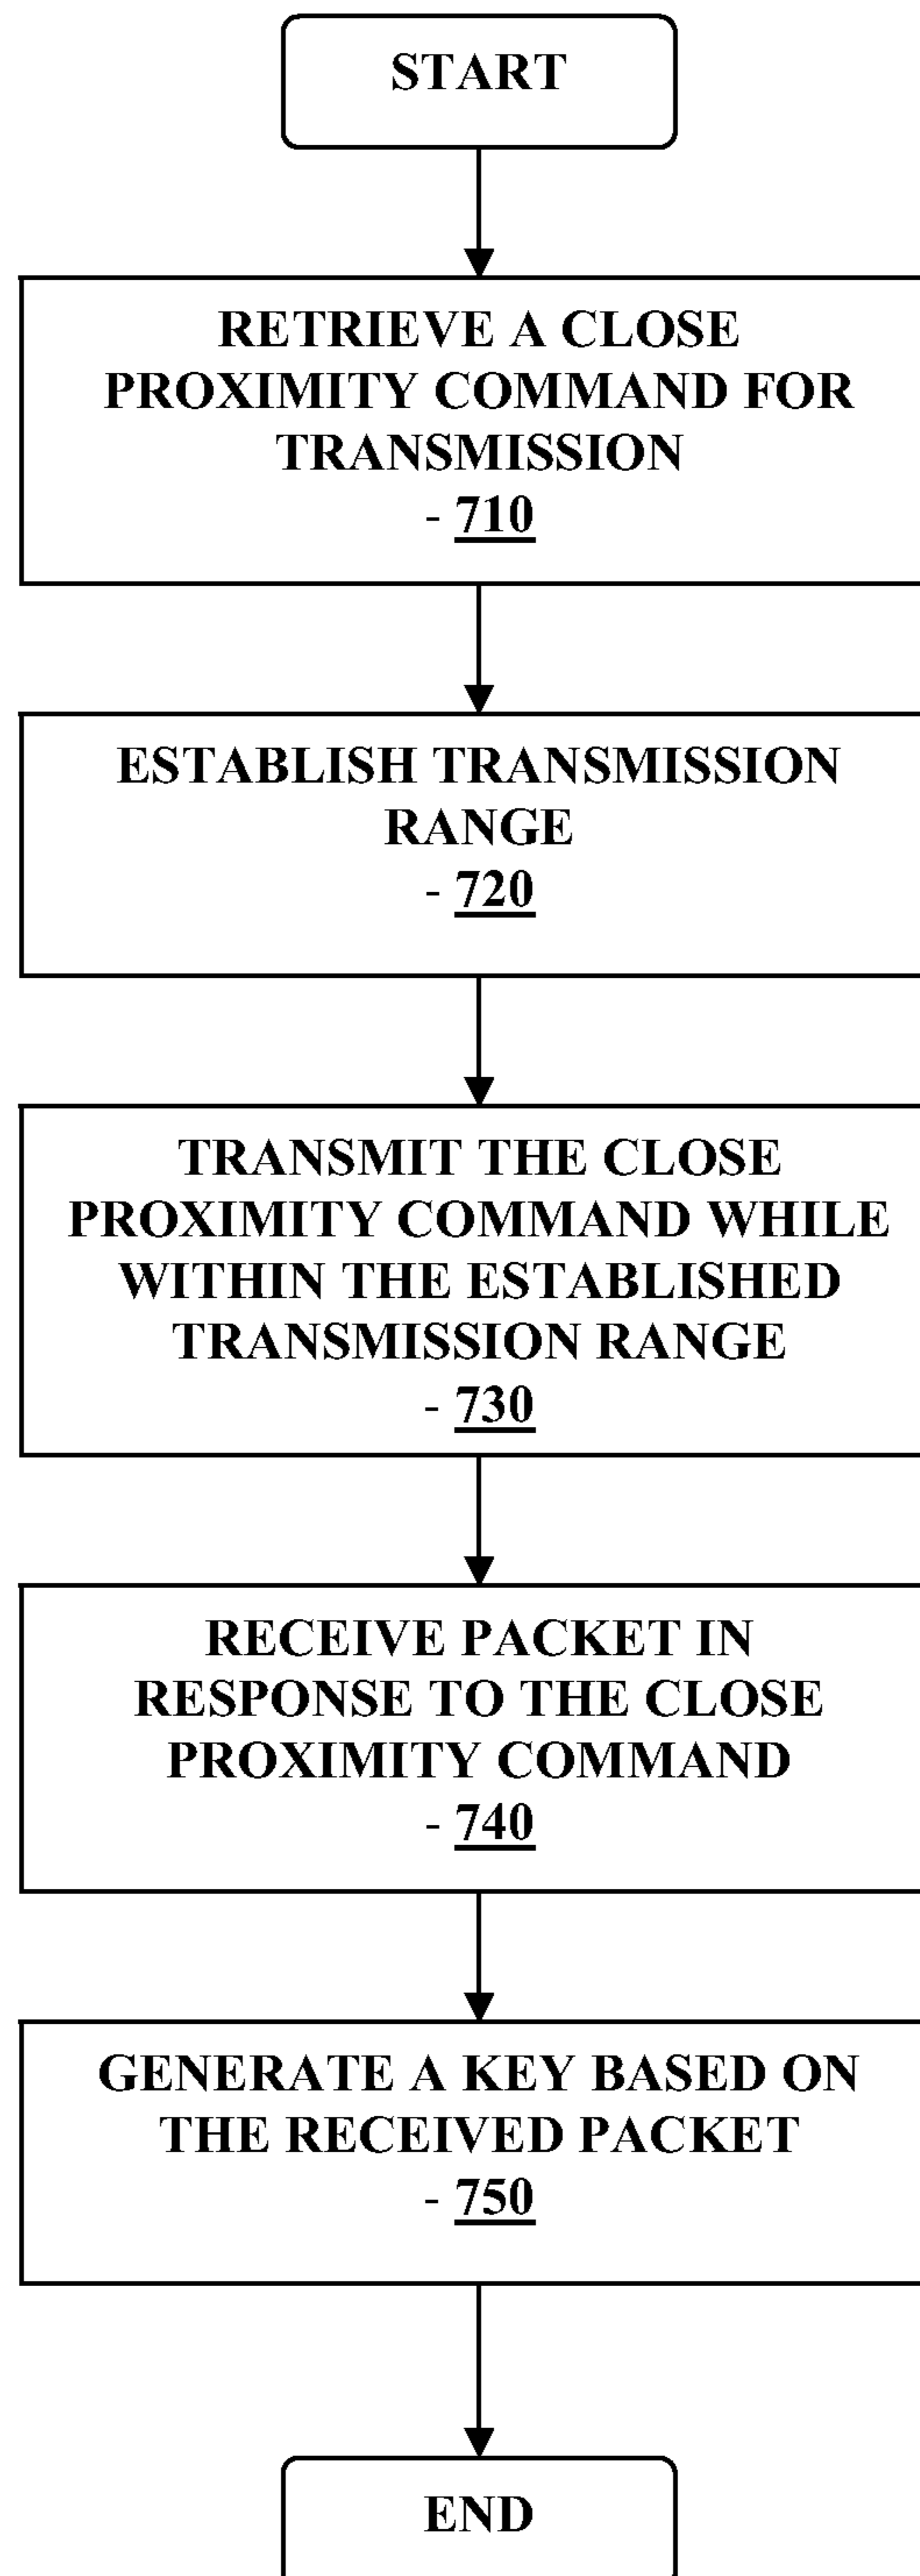 START
RETRIEVE A CLOSE
PROXIMITY COMMAND FOR
TRANSMISSION
- 710
ESTABLISH TRANSMISSION
RANGE
- 720
TRANSMIT THE CLOSE
PROXIMITY COMMAND WHILE
WITHIN THE ESTABLISHED
TRANSMISSION RANGE
- 730
RECEIVE PACKET IN
RESPONSE TO THE CLOSE
PROXIMITY COMMAND
- 740
GENERATE A KEY BASED ON
THE RECEIVED PACKET
- 750
END